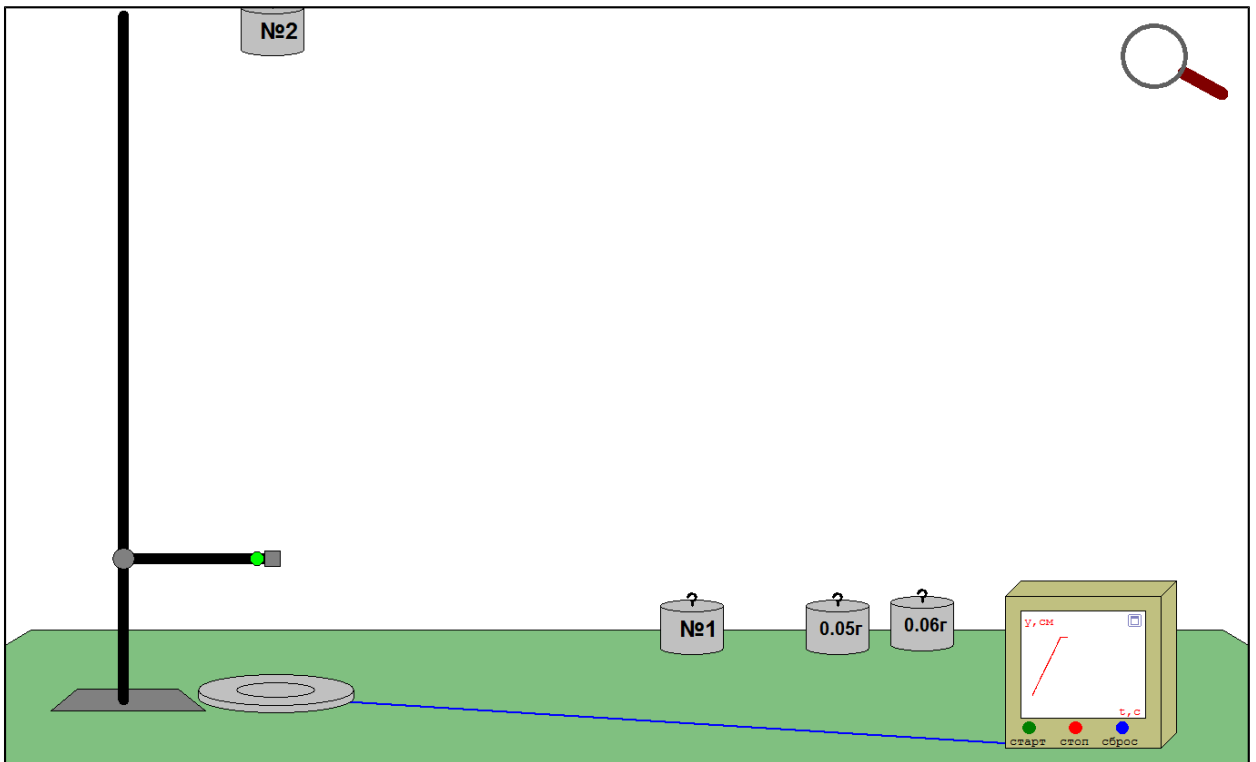 №2
№1
0.05г
0.06г
y,см
t,c
старт стоп сброс